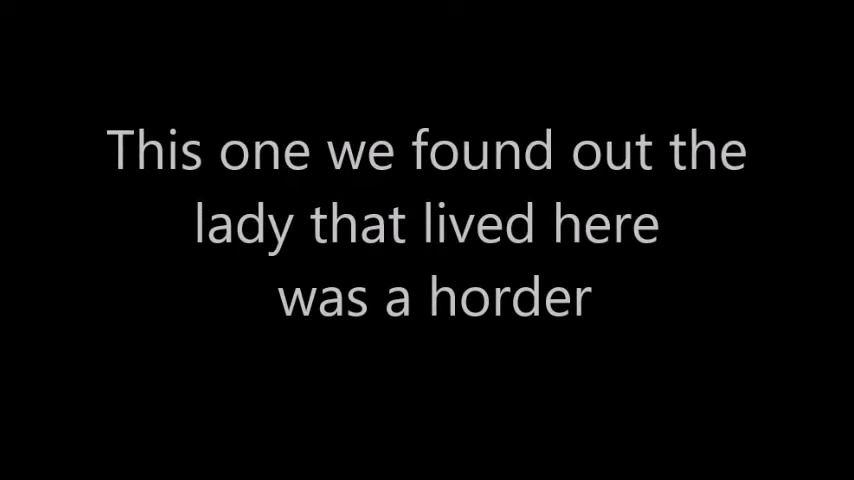 This one we found out the
lady that lived here
was a horder